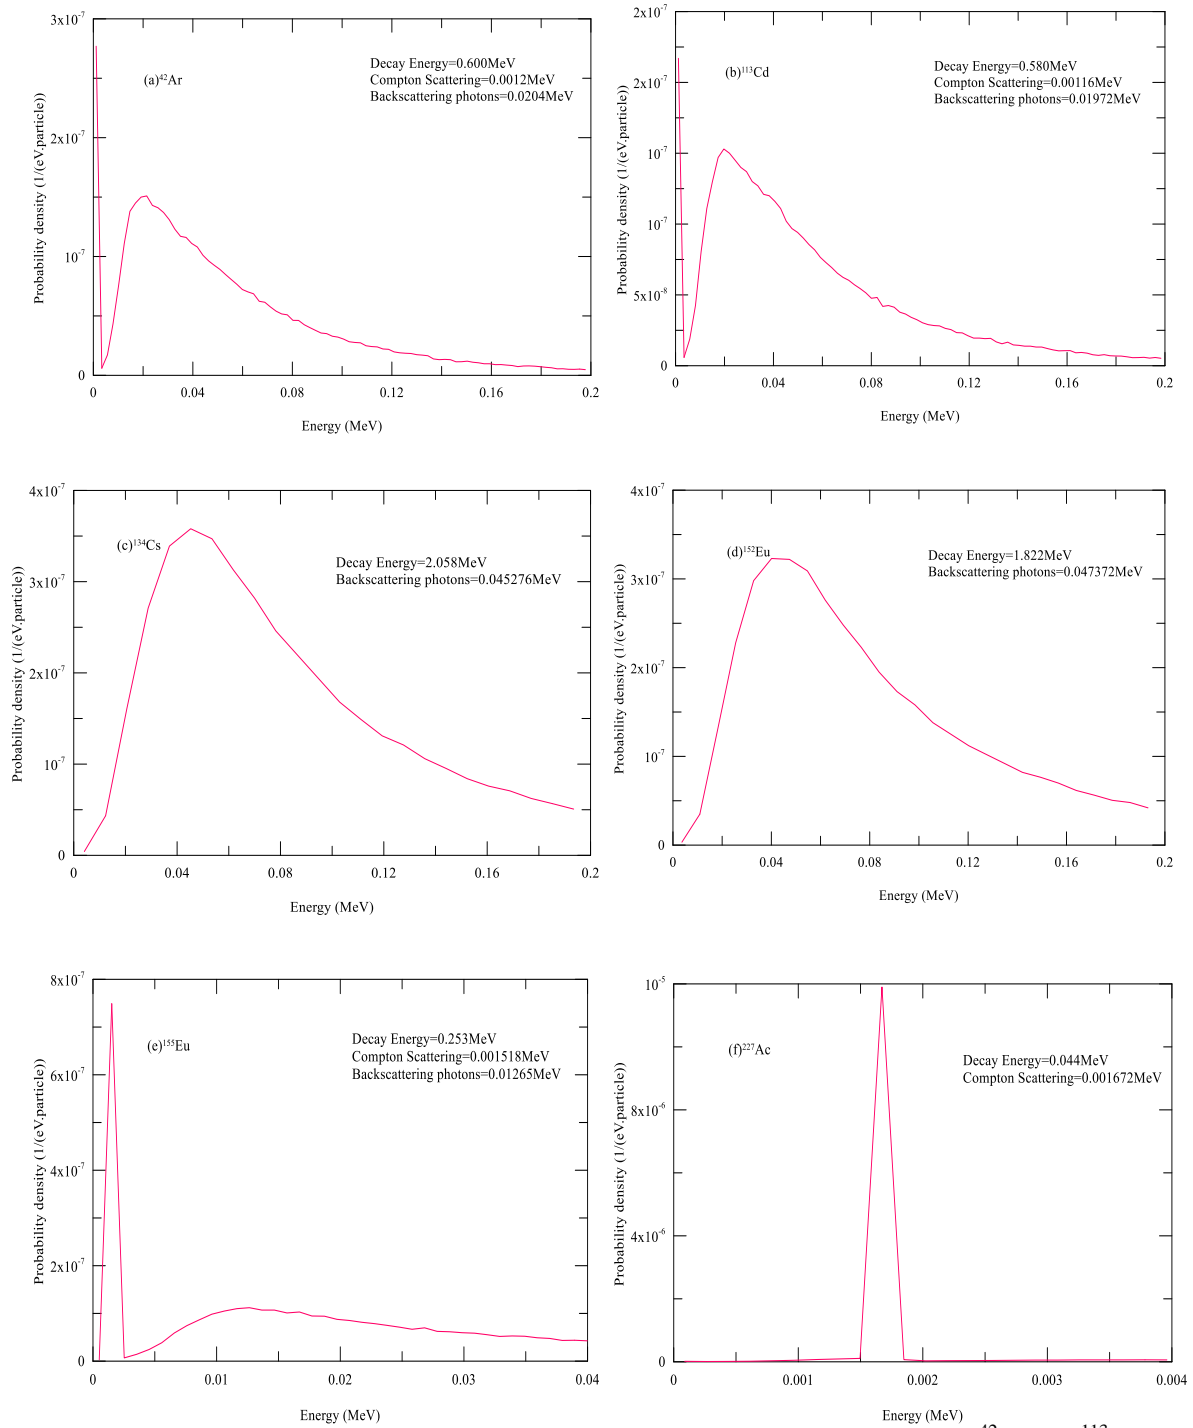 3x10⁻⁷
2x10⁻⁷
10⁻⁷
0
0
0.04
0.08
0.12
0.16
0.2
Probability density (1/(eV.particle))
Energy (MeV)
(a)⁴²Ar
Decay Energy=0.600MeV
Compton Scattering=0.0012MeV
Backscattering photons=0.0204MeV
2x10⁻⁷
2x10⁻⁷
10⁻⁷
10⁻⁷
5x10⁻⁸
0
0
0.04
0.08
0.12
0.16
0.2
Probability density (1/(eV.particle))
Energy (MeV)
(b)¹¹³Cd
Decay Energy=0.580MeV
Compton Scattering=0.00116MeV
Backscattering photons=0.01972MeV
4x10⁻⁷
3x10⁻⁷
2x10⁻⁷
10⁻⁷
0
0
0.04
0.08
0.12
0.16
0.2
Probability density (1/(eV.particle))
Energy (MeV)
(c)¹³⁴Cs
Decay Energy=2.058MeV
Backscattering photons=0.045276MeV
4x10⁻⁷
3x10⁻⁷
2x10⁻⁷
10⁻⁷
0
0
0.04
0.08
0.12
0.16
0.2
Probability density (1/(eV.particle))
Energy (MeV)
(d)¹⁵²Eu
Decay Energy=1.822MeV
Backscattering photons=0.047372MeV
8x10⁻⁷
6x10⁻⁷
4x10⁻⁷
2x10⁻⁷
0
0
0.01
0.02
0.03
0.04
Probability density (1/(eV.particle))
Energy (MeV)
(e)¹⁵⁵Eu
Decay Energy=0.253MeV
Compton Scattering=0.001518MeV
Backscattering photons=0.01265MeV
10⁻⁵
8x10⁻⁶
4x10⁻⁶
0
0
0.001
0.002
0.003
0.004
Probability density (1/(eV.particle))
Energy (MeV)
(f)²²⁷Ac
Decay Energy=0.044MeV
Compton Scattering=0.001672MeV
42 113